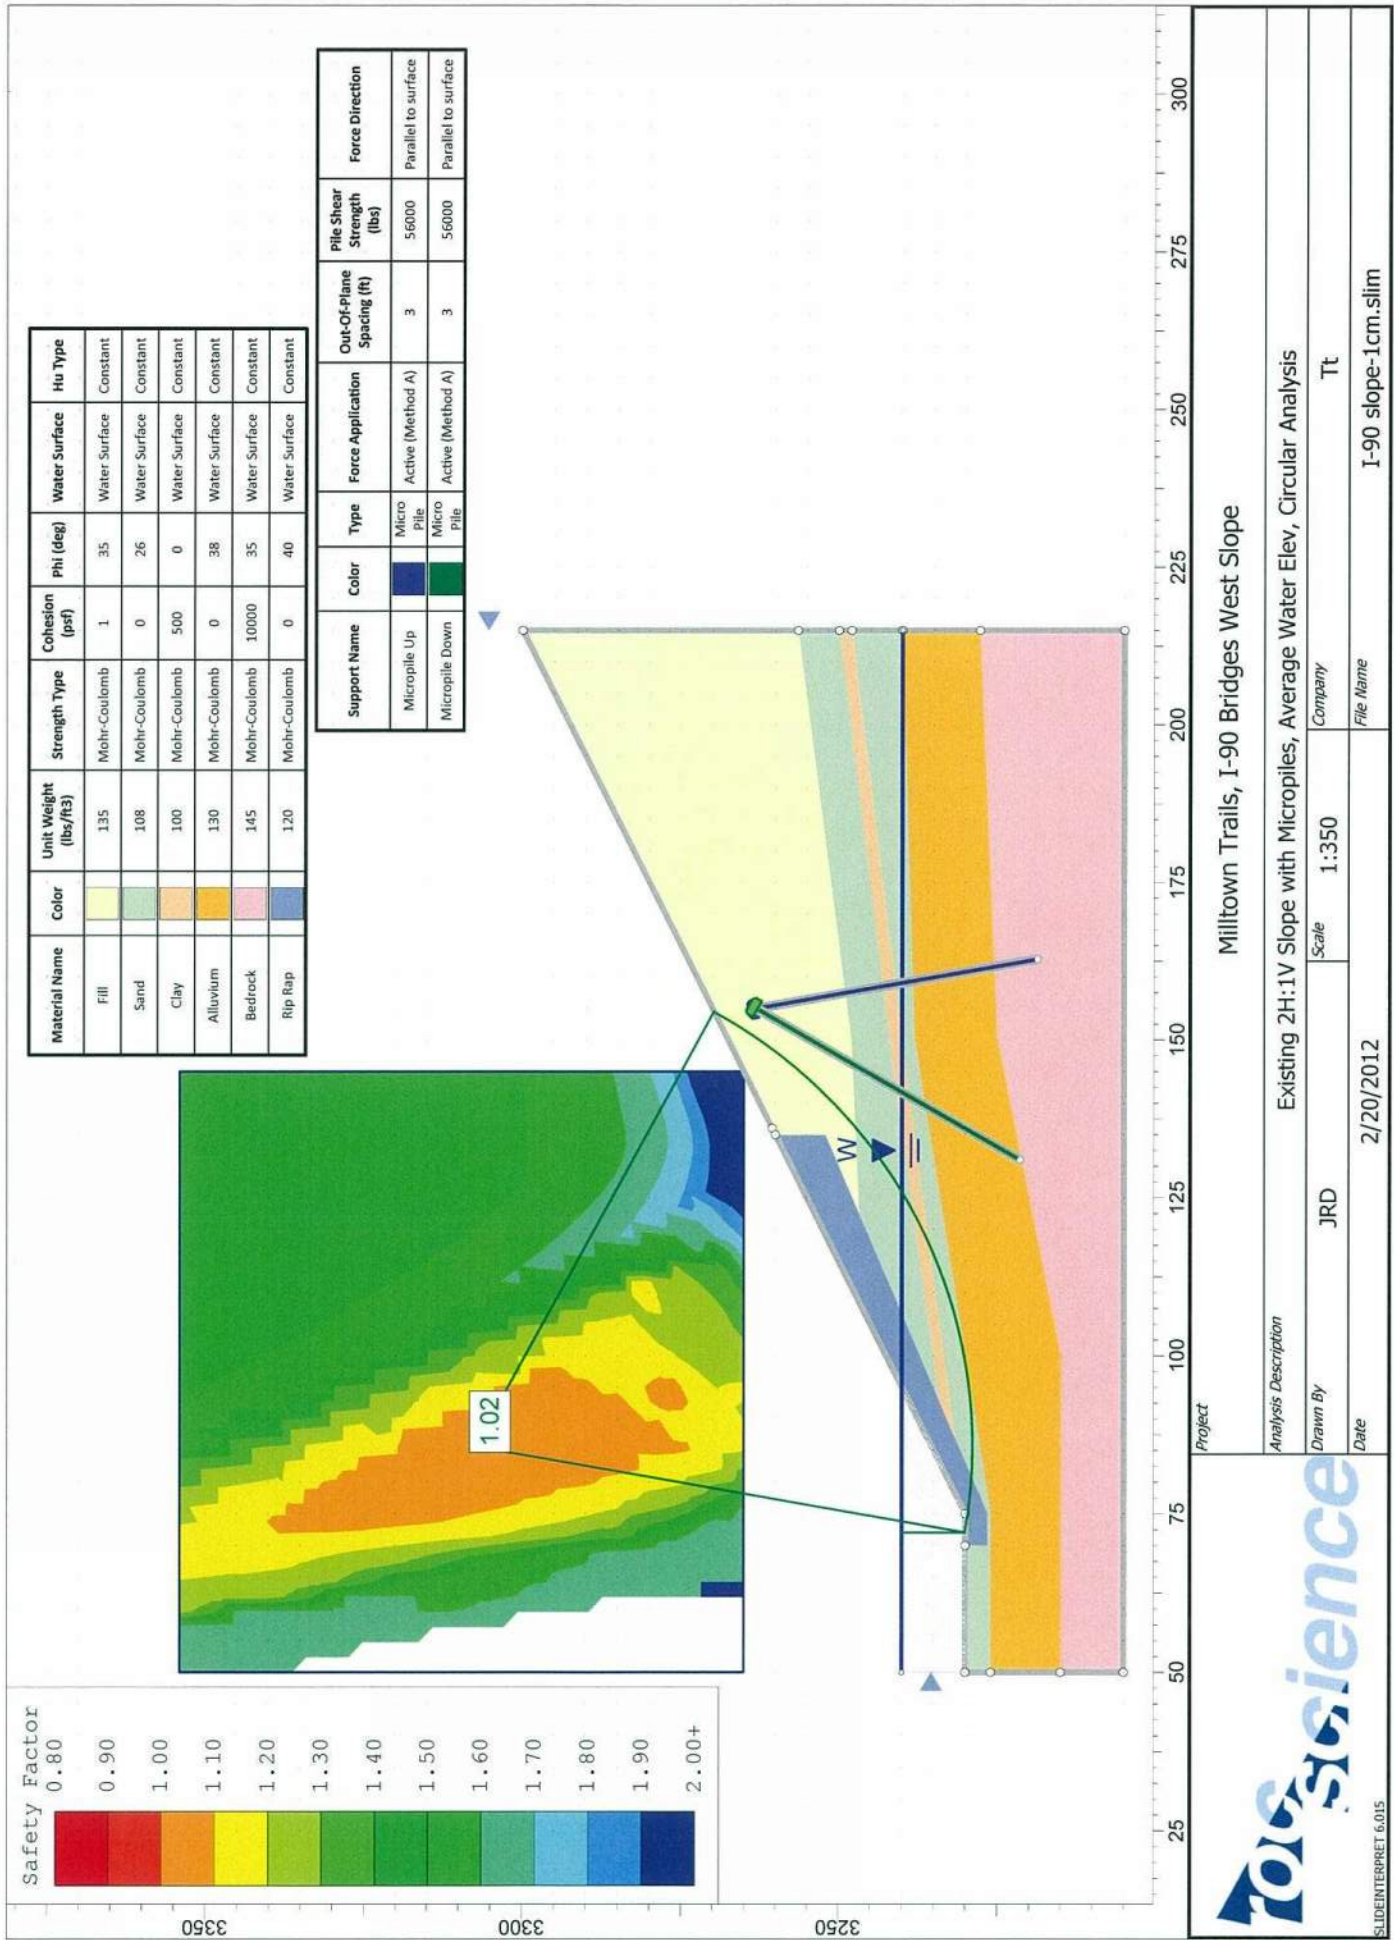 Safety Factor
0.80
0.90
1.00
1.10
1.20
1.30
1.40
1.50
1.60
1.70
1.80
1.90
2.00+
Material Name Color Unit Weight (lbs/ft3) Strength Type Cohesion (psf) Phi (deg) Water Surface Hu Type
Fill 135 Mohr-Coulomb 1 35 Water Surface Constant
Sand 108 Mohr-Coulomb 0 26 Water Surface Constant
Clay 100 Mohr-Coulomb 500 0 Water Surface Constant
Alluvium 130 Mohr-Coulomb 0 38 Water Surface Constant
Bedrock 145 Mohr-Coulomb 10000 35 Water Surface Constant
Rip Rap 120 Mohr-Coulomb 0 40 Water Surface Constant
Support Name Color Type Force Application Out-Of-Plane Spacing (ft) Pile Shear Strength (lbs) Force Direction
Micropile Up Micro Pile Active (Method A) 3 56000 Parallel to surface
Micropile Down Micro Pile Active (Method A) 3 56000 Parallel to surface
1.02
W
3350
3300
3250
25 50 75 100 125 150 175 200 225 250 275 300
rocscience
SLIDEINTERPRET 6.015
Project
Milltown Trails, I-90 Bridges West Slope
Analysis Description
Existing 2H:1V Slope with Micropiles, Average Water Elev, Circular Analysis
Drawn By JRD Scale 1:350 Company Tt
Date 2/20/2012 File Name I-90 slope-1cm.slim